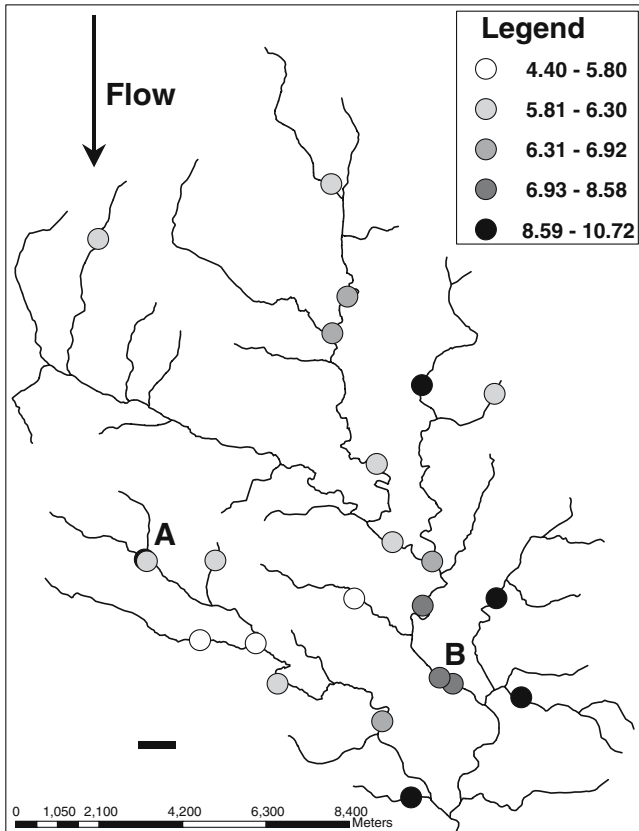 Legend
4.40 - 5.80
5.81 - 6.30
6.31 - 6.92
6.93 - 8.58
8.59 - 10.72
Flow
A
B
0 1,050 2,100 4,200 6,300 8,400
Meters